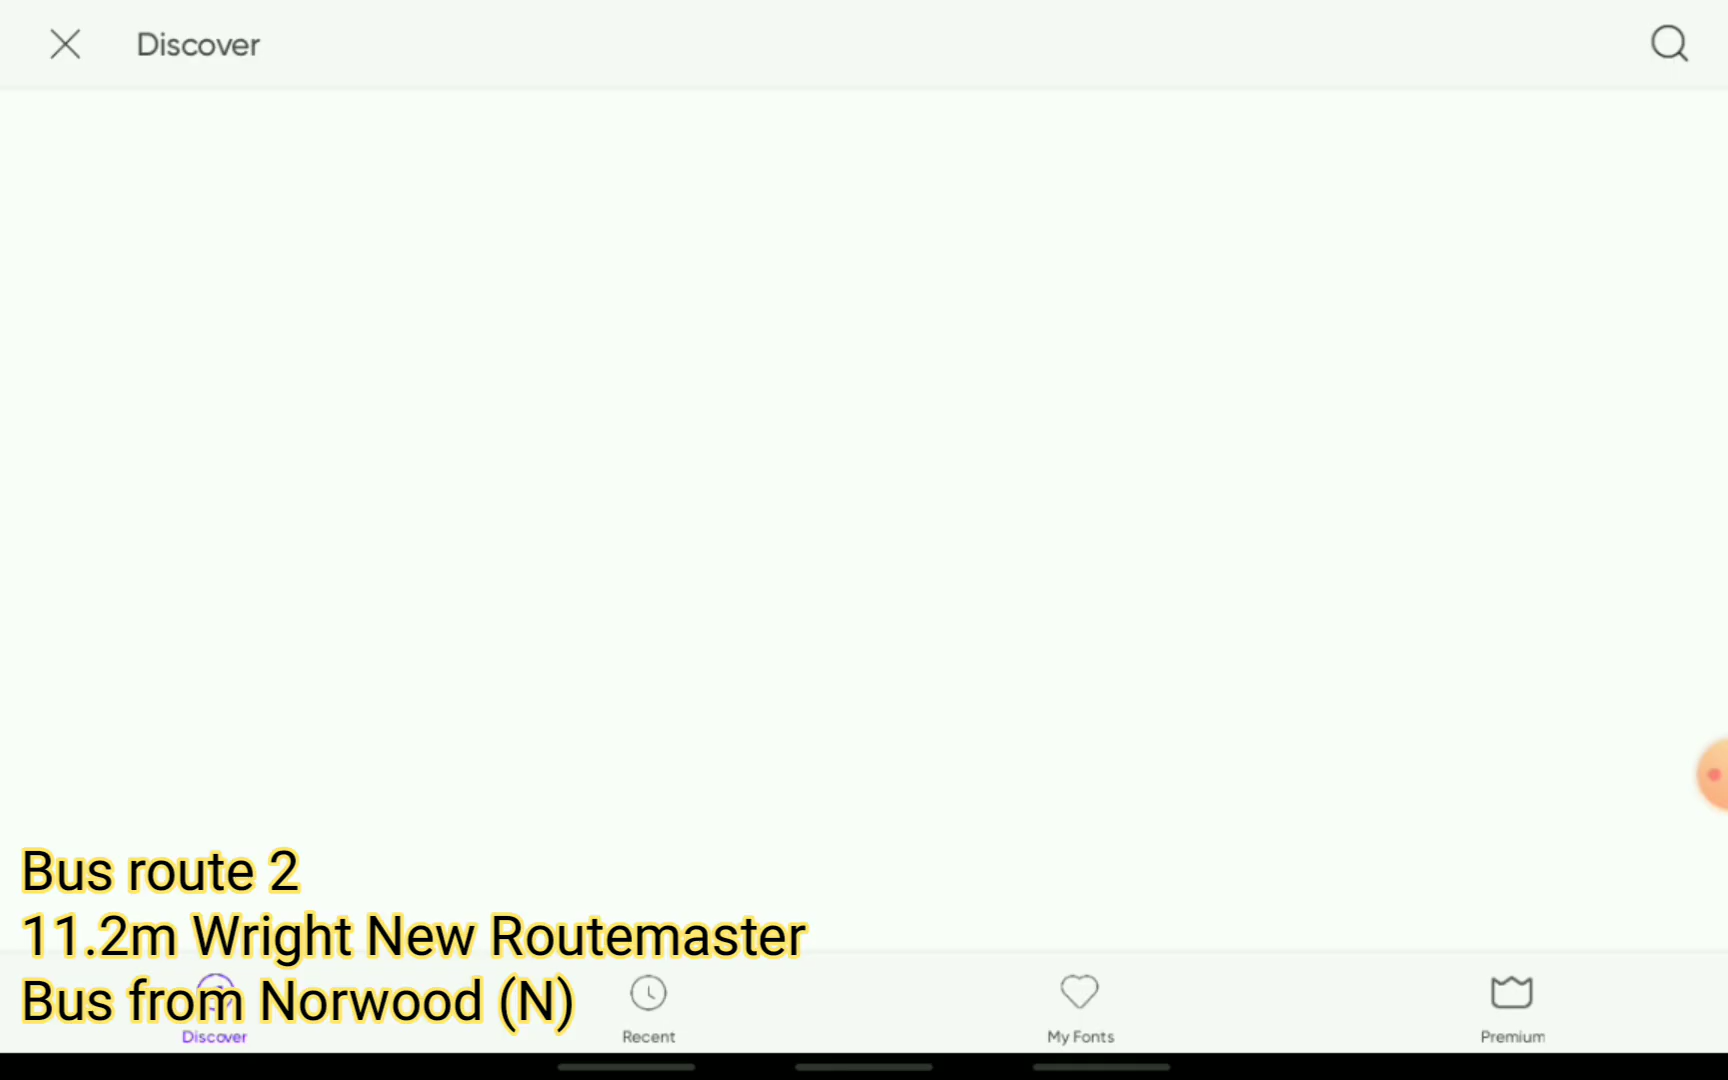 Discover
Bus route 2
11.2m Wright New Routemaster
Bus from Norwood (N)
Discover
Recent
My Fonts
Premium